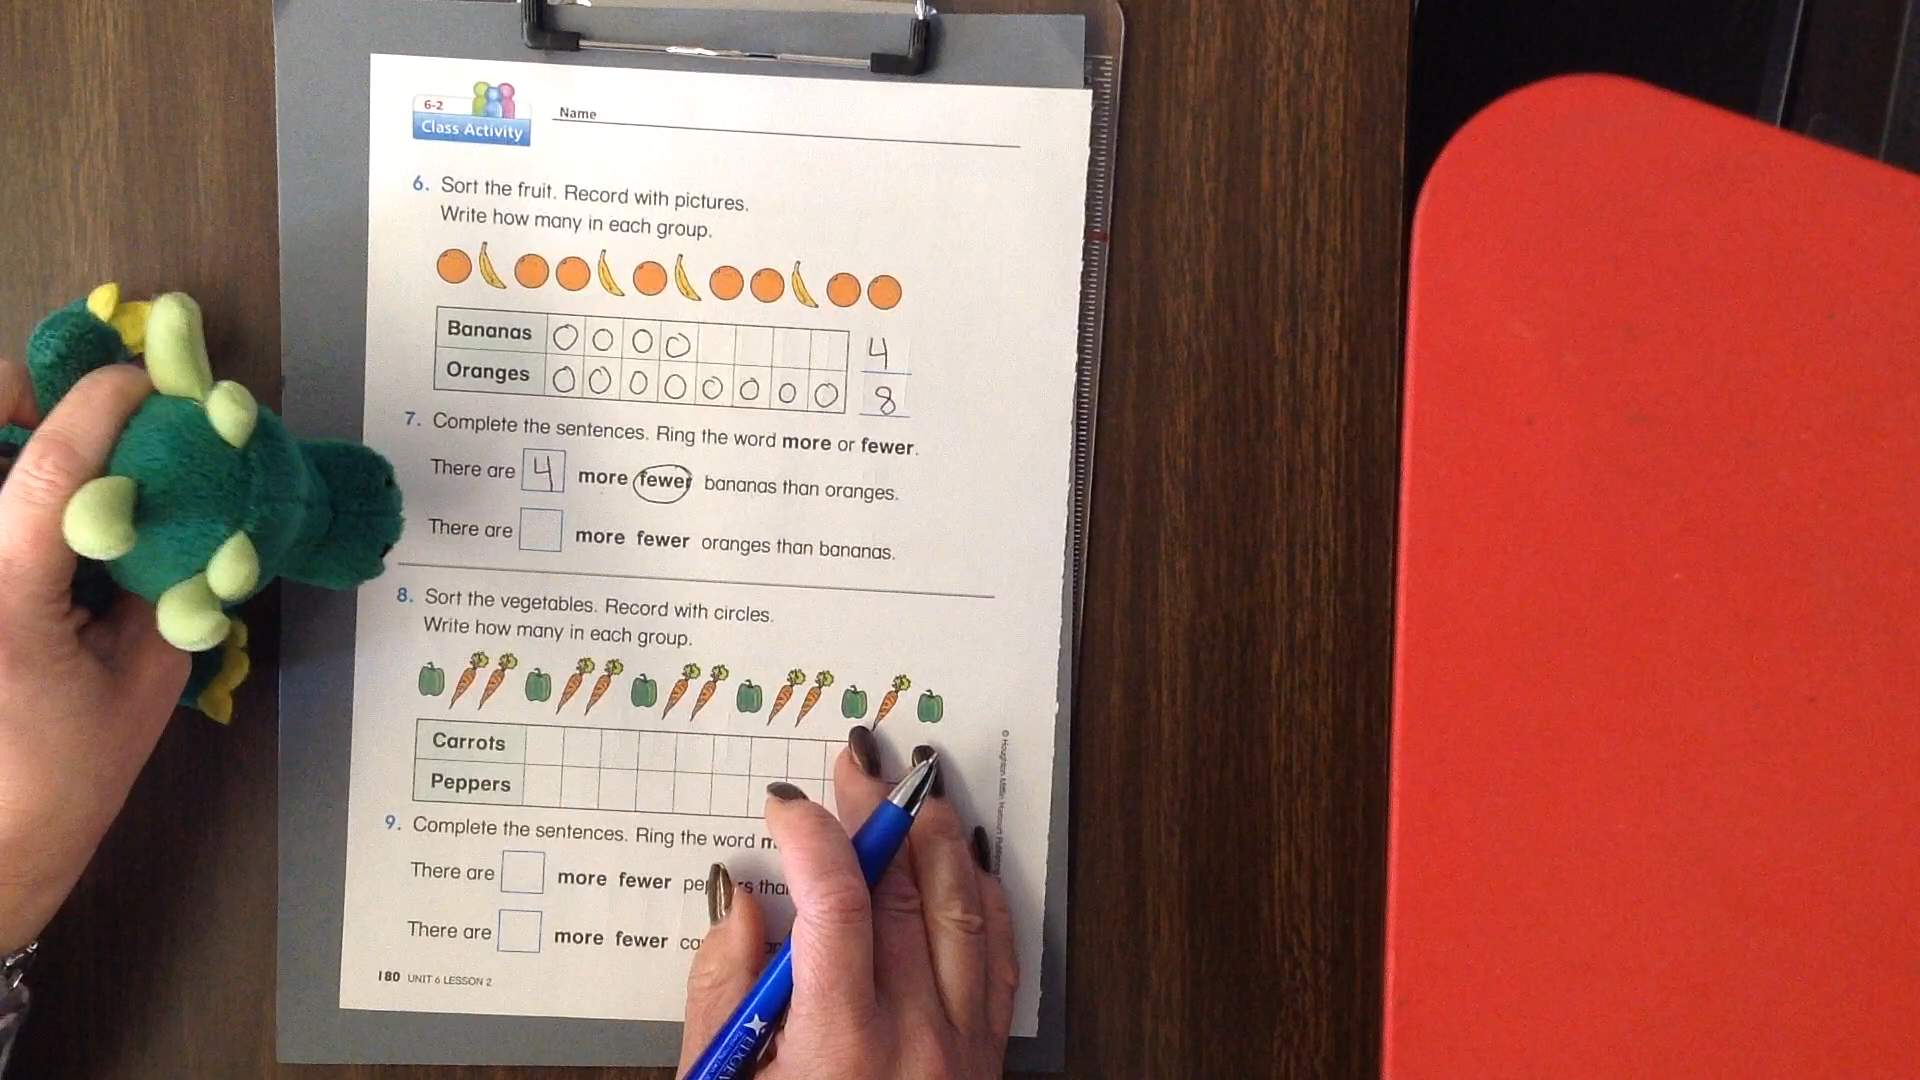 6-2
Class Activity
Name
6. Sort the fruit. Record with pictures.
Write how many in each group.
Bananas 4
Oranges 8
7. Complete the sentences. Ring the word more or fewer.
There are 4 more fewer bananas than oranges.
There are more fewer oranges than bananas.
8. Sort the vegetables. Record with circles.
Write how many in each group.
Carrots
Peppers
9. Complete the sentences. Ring the word
There are more fewer
There are more fewer
180 UNIT 6 LESSON 2
© Houghton Mifflin Harcourt